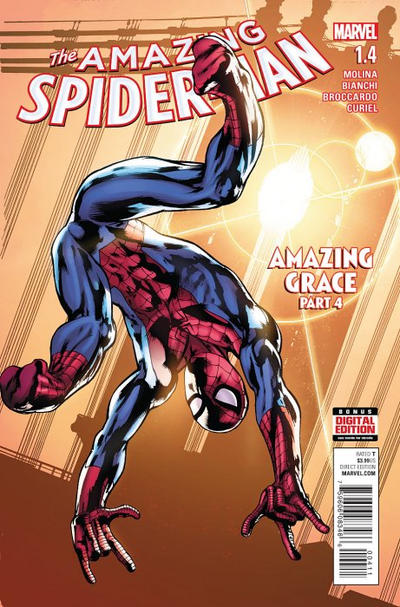 The AMAZING
SPIDER-MAN
MARVEL
1.4
MOLINA
BIANCHI
BROCCARDO
CURIEL
AMAZING
GRACE
PART 4
BONUS
DIGITAL
EDITION
RATED T
$3.99US
DIRECT EDITION
MARVEL.COM
00411